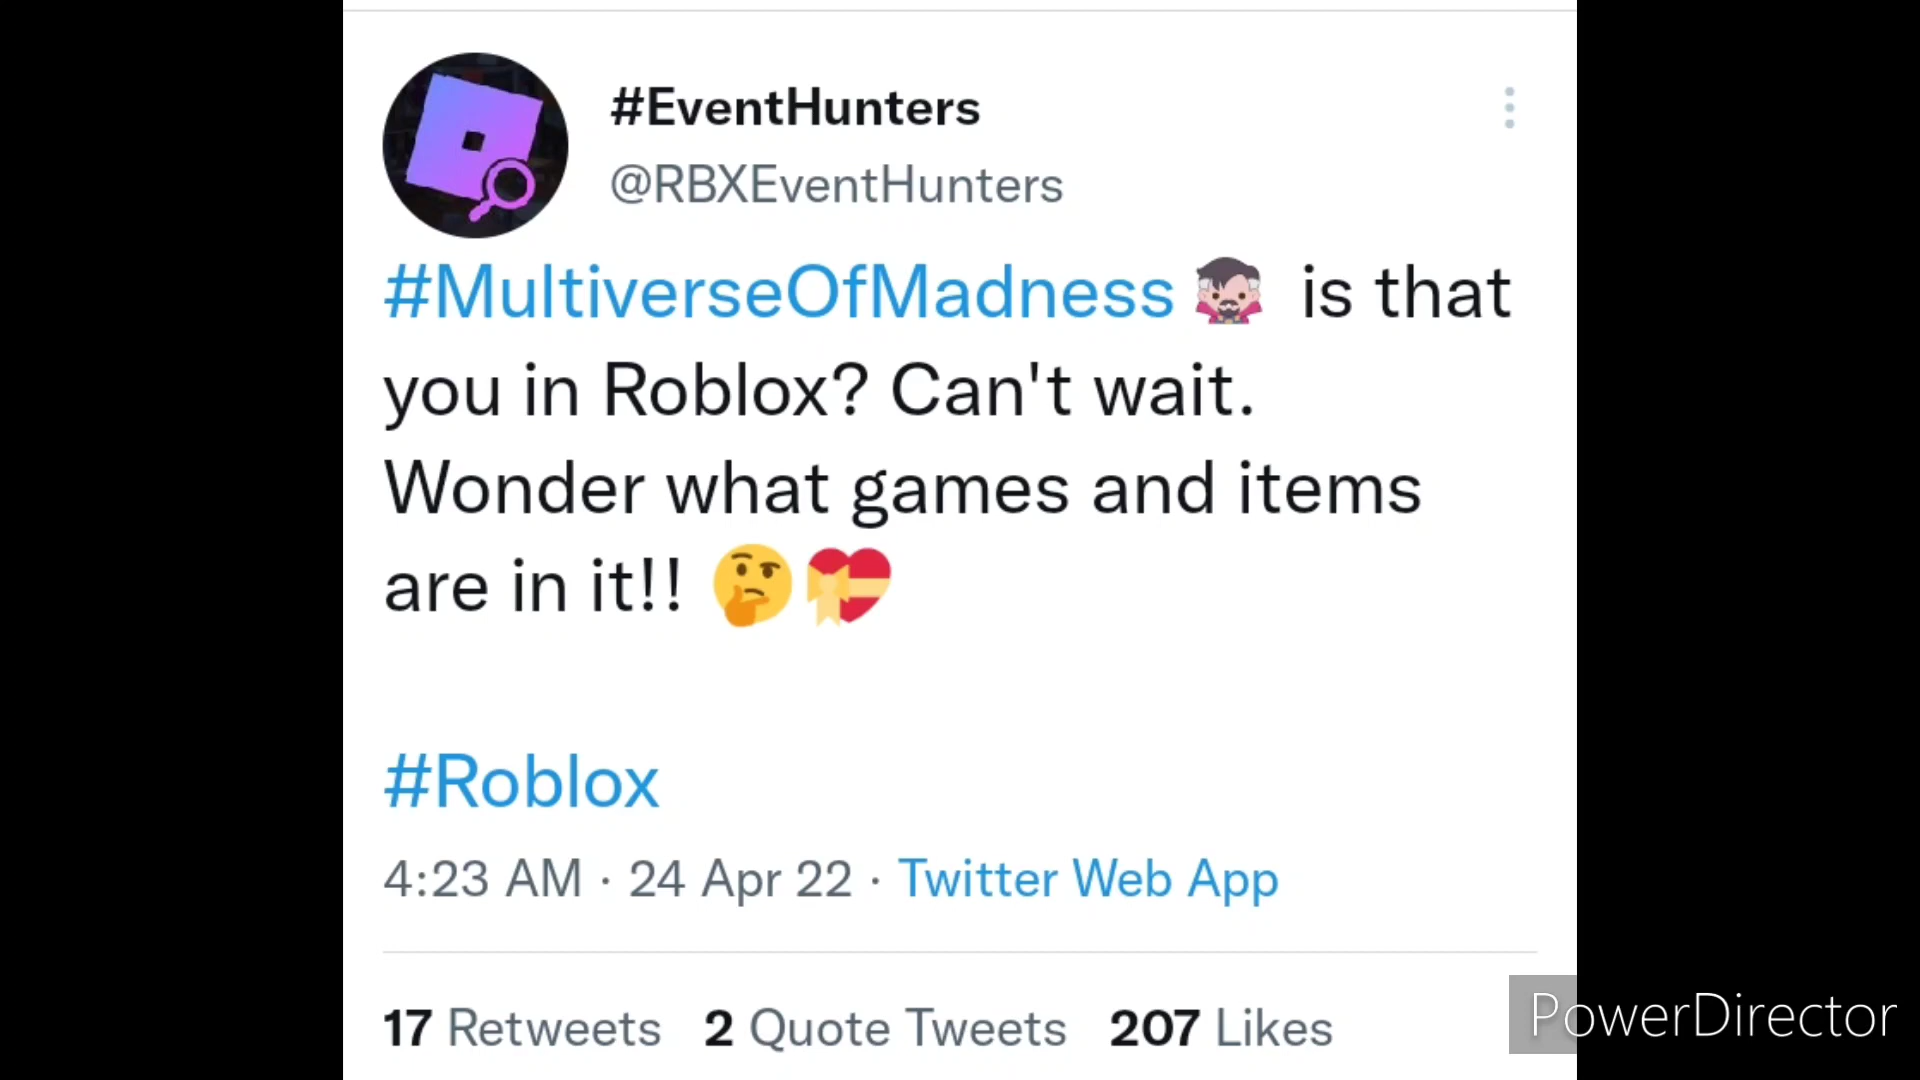 #EventHunters
@RBXEventHunters
#MultiverseOfMadness is that
you in Roblox? Can't wait.
Wonder what games and items
are in it!! 🤔💝
#Roblox
4:23 AM · 24 Apr 22 · Twitter Web App
17 Retweets 2 Quote Tweets 207 Likes
PowerDirector